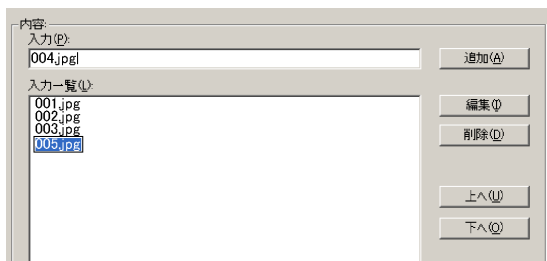 内容:
入力(P):
004.jpg
追加(A)
入力一覧(L):
001.jpg
002.jpg
003.jpg
005.jpg
編集(I)
削除(D)
上へ(U)
下へ(O)